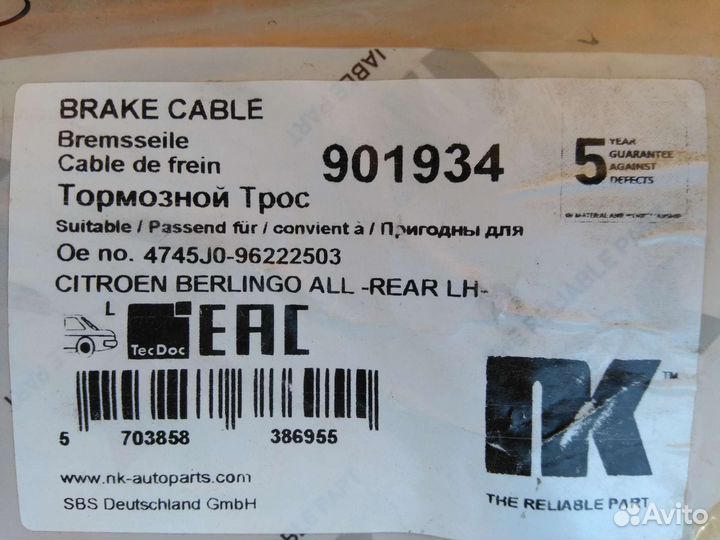 BRAKE CABLE
Bremsseile
Cable de frein
901934
Тормозной Трос
5 YEAR
GUARANTEE
AGAINST
DEFECTS
Suitable / Passend für / convient à / Пригодны для
Oe no. 4745J0-96222503
CITROEN BERLINGO ALL -REAR LH-
L
TecDoc
EAC
NK™
5 703858 386955
www.nk-autoparts.com
SBS Deutschland GmbH
THE RELIABLE PART
Avito